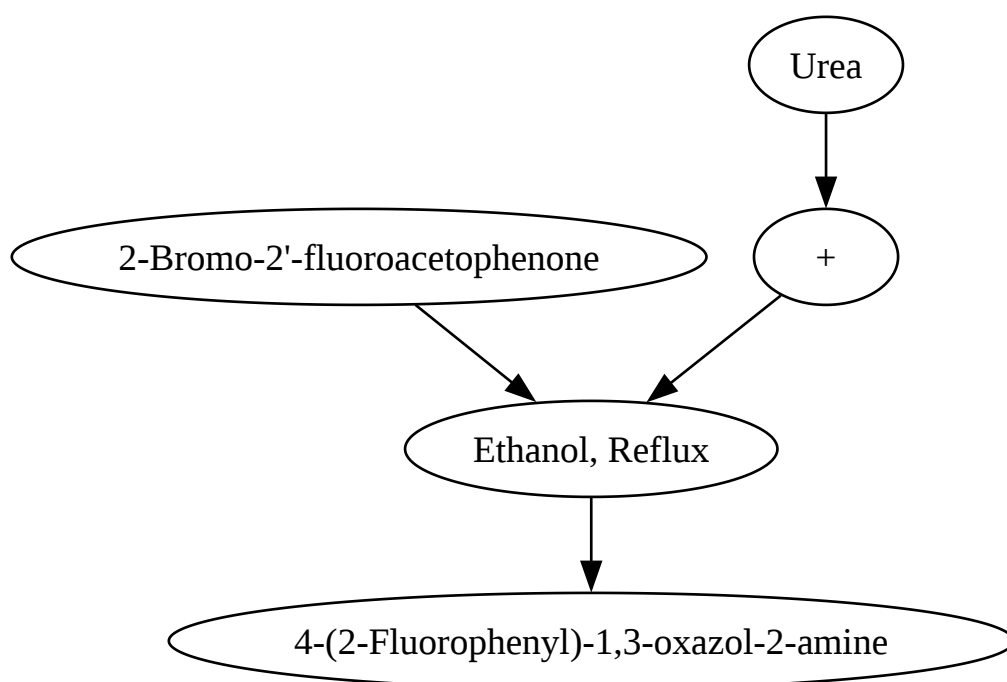 Urea
2-Bromo-2'-fluoroacetophenone
+
Ethanol, Reflux
4-(2-Fluorophenyl)-1,3-oxazol-2-amine